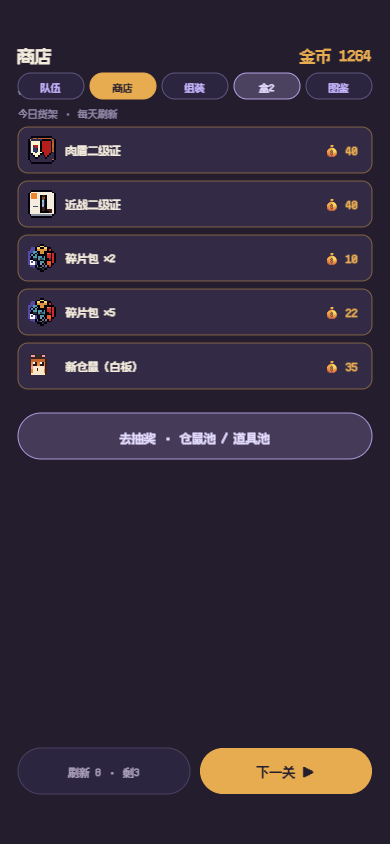 商店
金币 1264
队伍
商店
组装
盒2
图鉴
今日货架 · 每天刷新
肉盾二级证
40
近战二级证
40
碎片包 ×2
10
碎片包 ×5
22
新仓鼠（白板）
35
去抽奖 · 仓鼠池 / 道具池
刷新 8 · 剩3
下一关 ▶